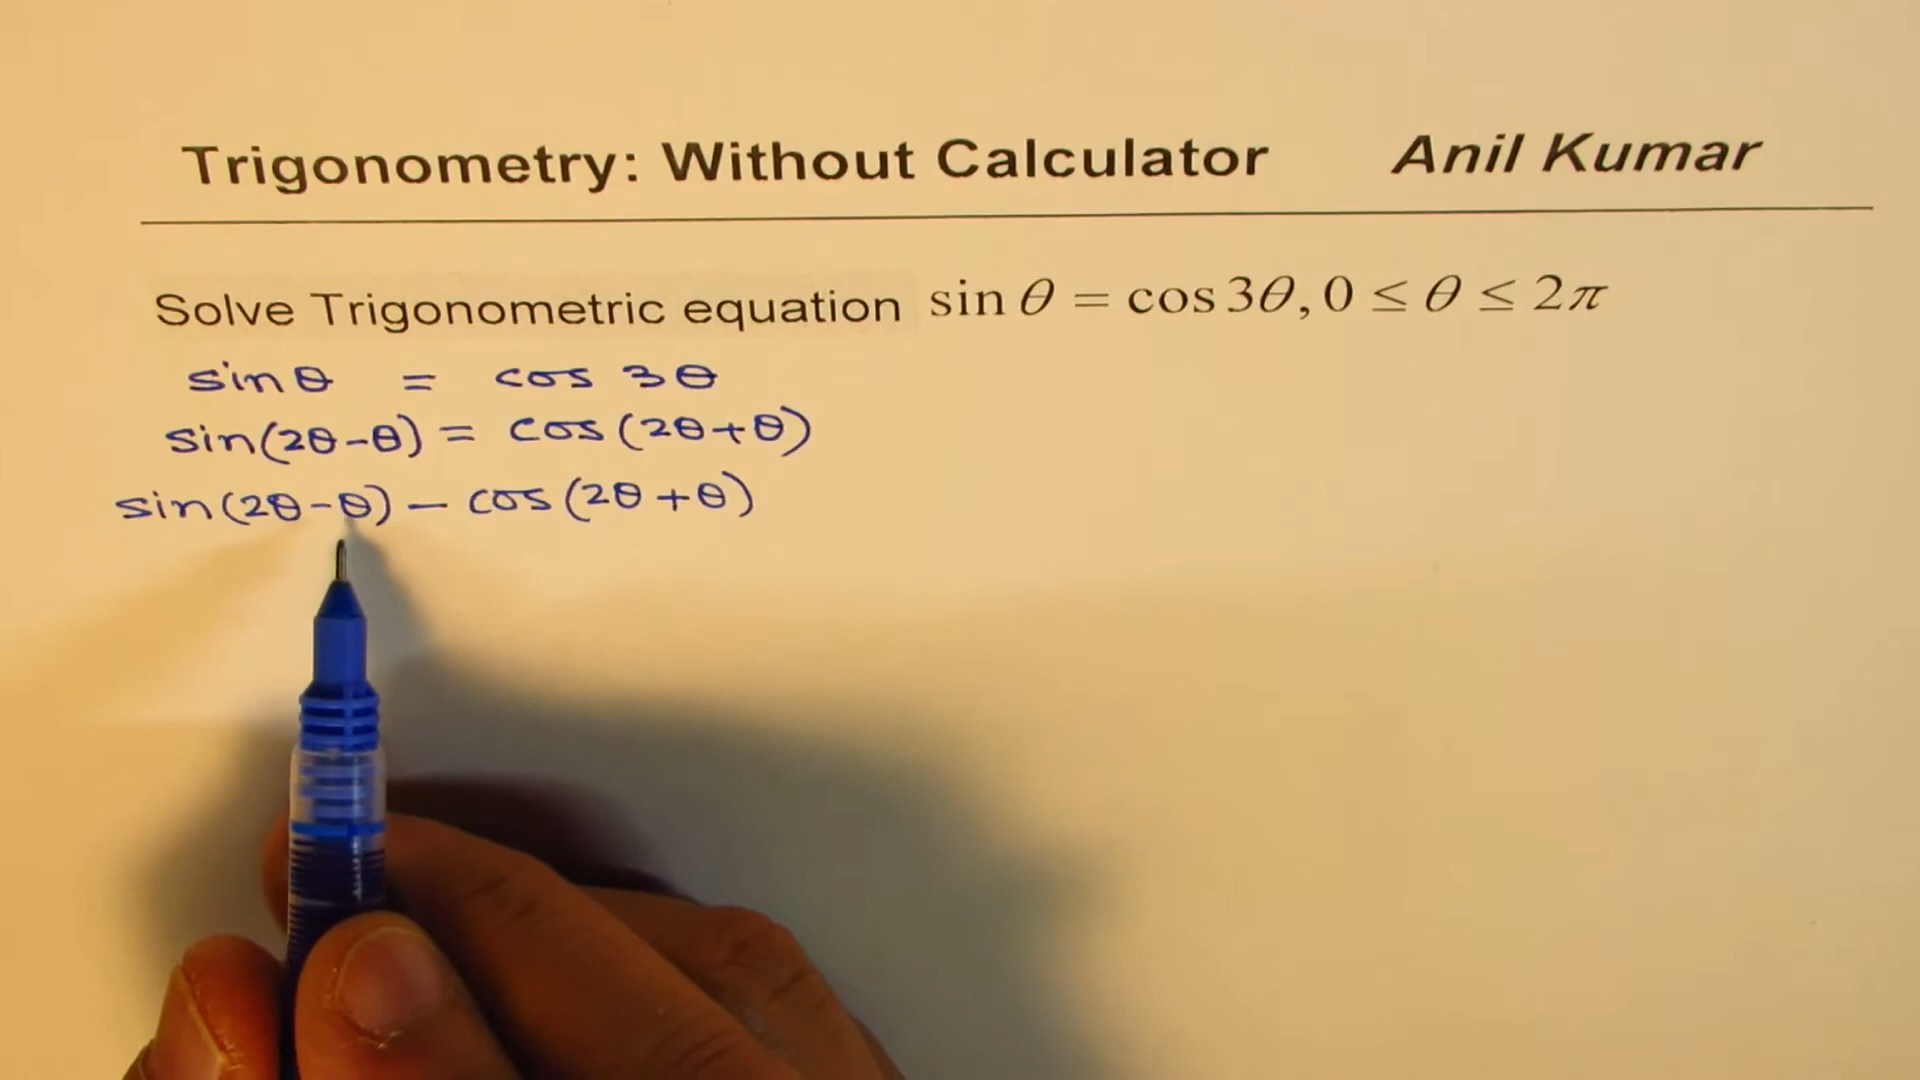 Trigonometry: Without Calculator Anil Kumar
Solve Trigonometric equation sin θ = cos 3θ, 0 ≤ θ ≤ 2π
sin θ = cos 3θ
sin(2θ-θ) = cos (2θ+θ)
sin(2θ-θ) - cos (2θ+θ)